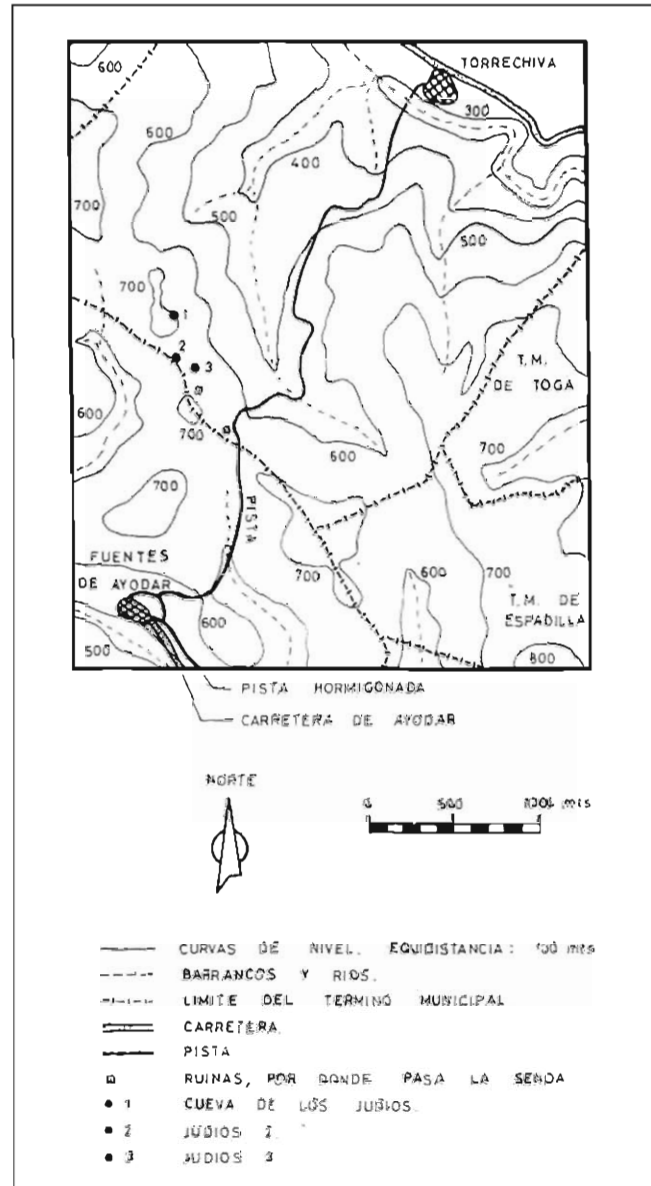 TORRECHIVA
600
300
600
400
700
500
500
700
1
2
3
T.M.
DE TOGA
600
700
600
700
700
PISTA
FUENTES
DE AYODAR
700
600
700
600
T.M. DE
ESPADILLA
500
800
PISTA HORMIGONADA
CARRETERA DE AYODAR
NORTE
0 500 1000 mts
CURVAS DE NIVEL. EQUIDISTANCIA: 100 mts
BARRANCOS Y RIOS.
LIMITE DEL TERMINO MUNICIPAL
CARRETERA
PISTA
RUINAS, POR DONDE PASA LA SENDA
1 CUEVA DE LOS JUDIOS.
2 JUDIOS 2.
3 JUDIOS 3